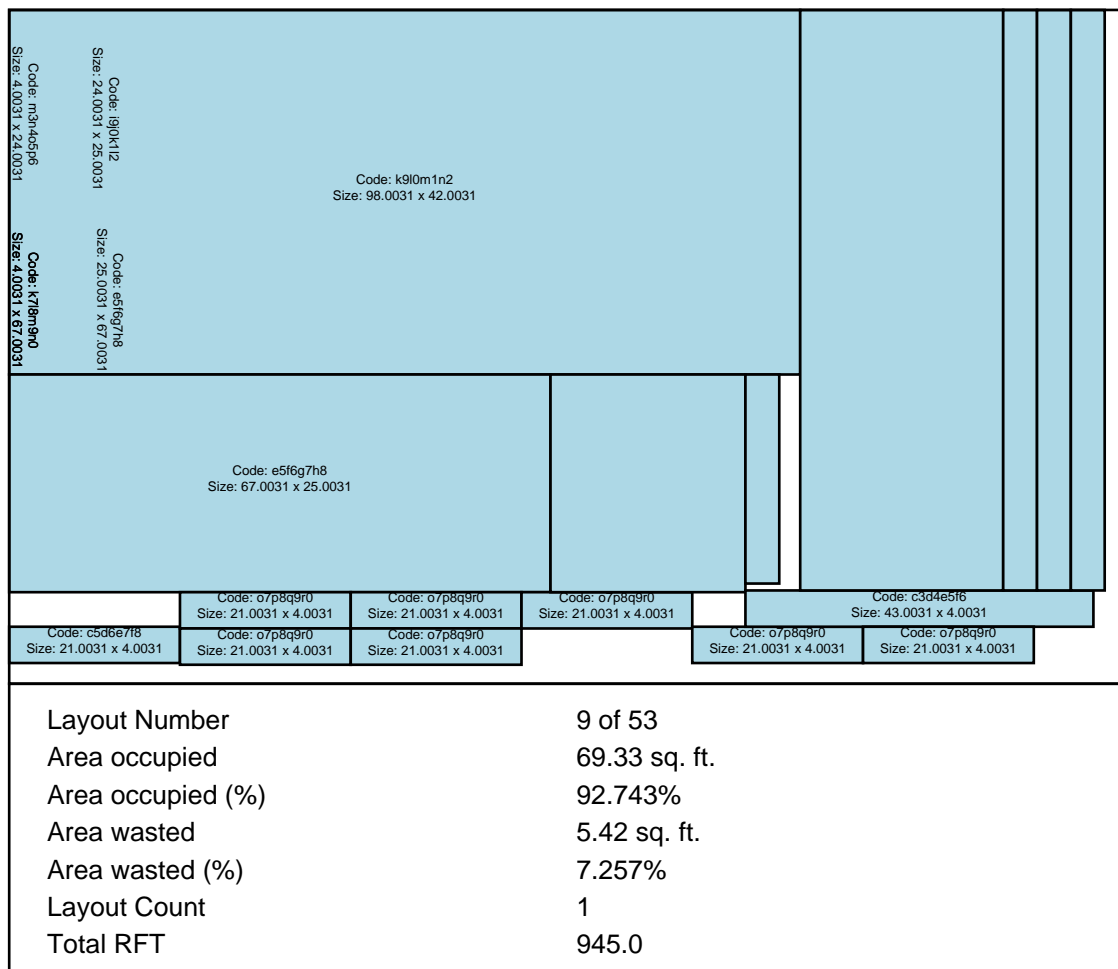 Code: m3n4o5p6
Size: 4.0031 x 24.0031
Code: i9j0k1l2
Size: 24.0031 x 25.0031
Code: k9l0m1n2
Size: 98.0031 x 42.0031
Code: k7l8m9n0
Size: 4.0031 x 67.0031
Code: e5f6g7h8
Size: 25.0031 x 67.0031
Code: e5f6g7h8
Size: 67.0031 x 25.0031
Code: o7p8q9r0
Size: 21.0031 x 4.0031
Code: o7p8q9r0
Size: 21.0031 x 4.0031
Code: o7p8q9r0
Size: 21.0031 x 4.0031
Code: c3d4e5f6
Size: 43.0031 x 4.0031
Code: c5d6e7f8
Size: 21.0031 x 4.0031
Code: o7p8q9r0
Size: 21.0031 x 4.0031
Code: o7p8q9r0
Size: 21.0031 x 4.0031
Code: o7p8q9r0
Size: 21.0031 x 4.0031
Code: o7p8q9r0
Size: 21.0031 x 4.0031
Layout Number 9 of 53
Area occupied 69.33 sq. ft.
Area occupied (%) 92.743%
Area wasted 5.42 sq. ft.
Area wasted (%) 7.257%
Layout Count 1
Total RFT 945.0